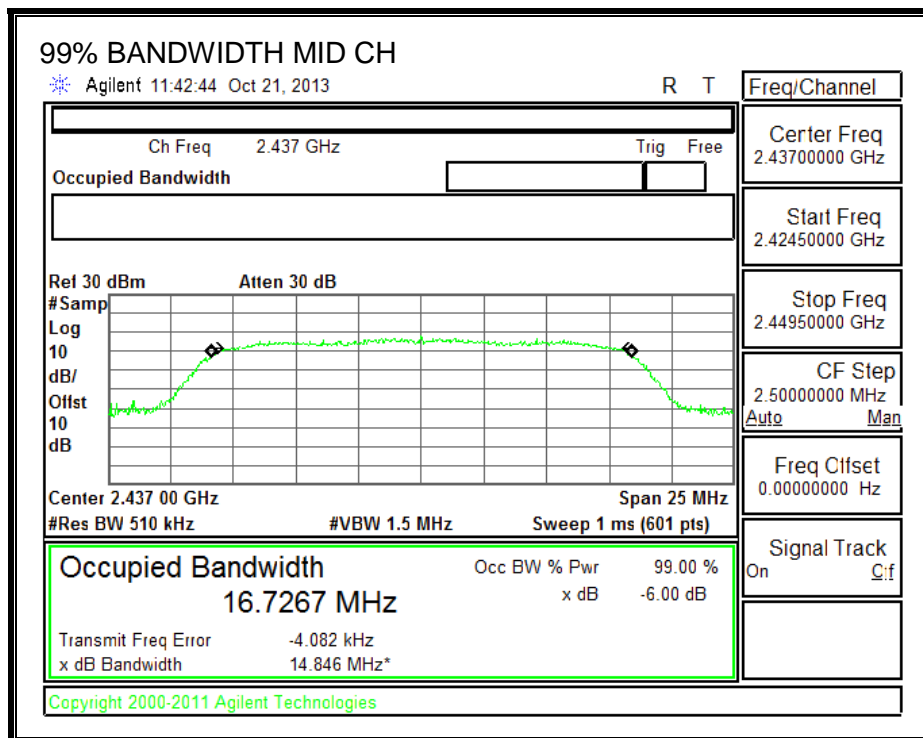 99% BANDWIDTH MID CH
Agilent 11:42:44 Oct 21, 2013 R T
Freq/Channel
Ch Freq 2.437 GHz Trig Free
Occupied Bandwidth
Center Freq
2.43700000 GHz
Start Freq
2.42450000 GHz
Stop Freq
2.44950000 GHz
CF Step
2.50000000 MHz
Auto Man
Freq Offset
0.00000000 Hz
Signal Track
On Off
Ref 30 dBm Atten 30 dB
#Samp
Log
10
dB/
Offst
10
dB
Center 2.437 00 GHz Span 25 MHz
#Res BW 510 kHz #VBW 1.5 MHz Sweep 1 ms (601 pts)
Occupied Bandwidth Occ BW % Pwr 99.00 %
16.7267 MHz x dB -6.00 dB
Transmit Freq Error -4.082 kHz
x dB Bandwidth 14.846 MHz*
Copyright 2000-2011 Agilent Technologies